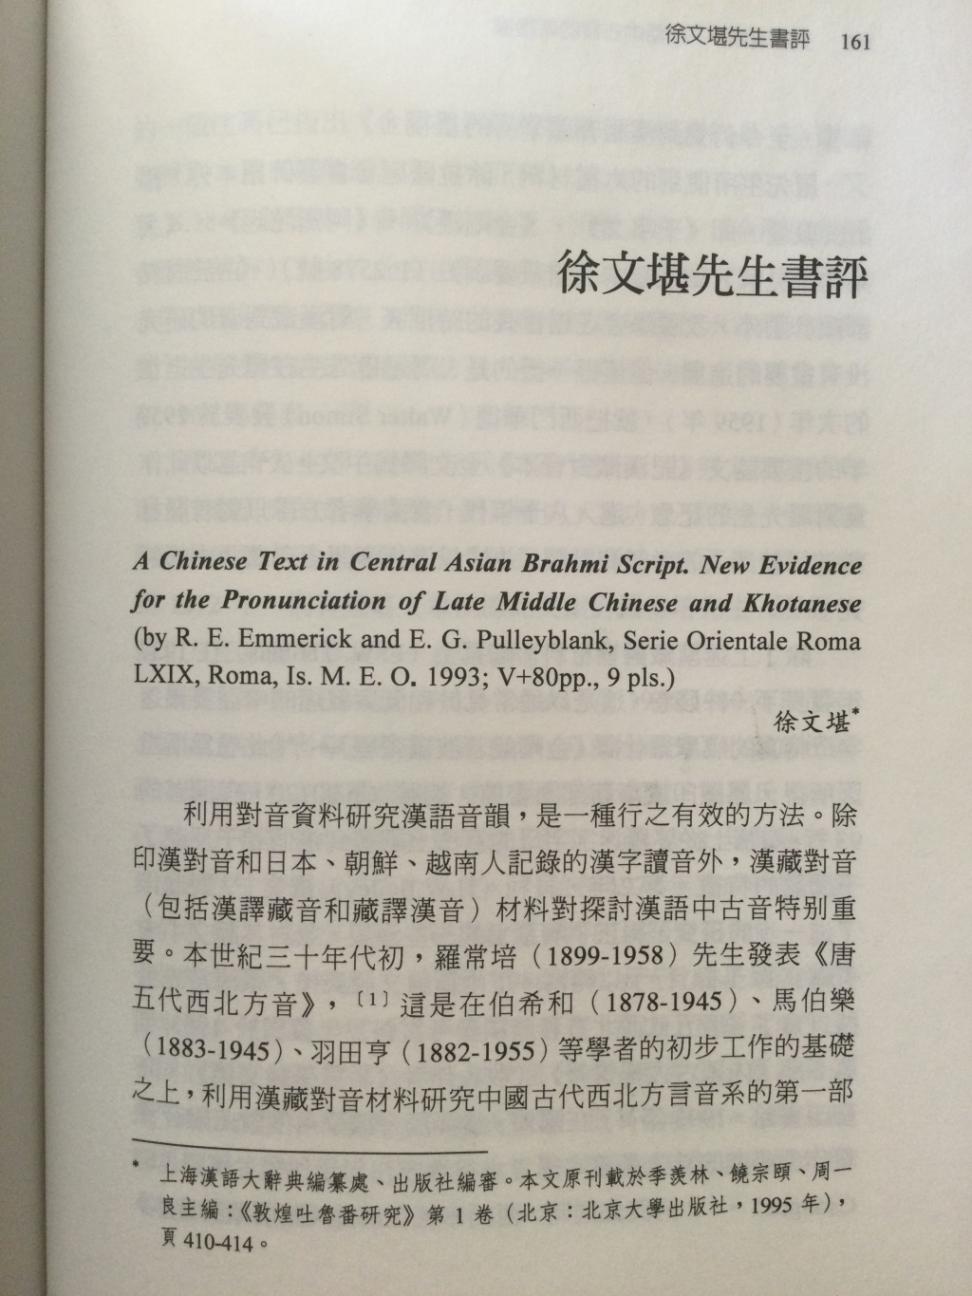 徐文堪先生書評 161
徐文堪先生書評
A Chinese Text in Central Asian Brahmi Script. New Evidence
for the Pronunciation of Late Middle Chinese and Khotanese
(by R. E. Emmerick and E. G. Pulleyblank, Serie Orientale Roma
LXIX, Roma, Is. M. E. O. 1993; V+80pp., 9 pls.)
徐文堪*
利用對音資料研究漢語音韻，是一種行之有效的方法。除
印漢對音和日本、朝鮮、越南人記錄的漢字讀音外，漢藏對音
（包括漢譯藏音和藏譯漢音）材料對探討漢語中古音特別重
要。本世紀三十年代初，羅常培（1899-1958）先生發表《唐
五代西北方音》，〔1〕這是在伯希和（1878-1945）、馬伯樂
（1883-1945）、羽田亨（1882-1955）等學者的初步工作的基礎
之上，利用漢藏對音材料研究中國古代西北方言音系的第一部
* 上海漢語大辭典編纂處、出版社編審。本文原刊載於季羨林、饒宗頤、周一
良主編：《敦煌吐魯番研究》第 1 卷（北京：北京大學出版社，1995 年），
頁 410-414。